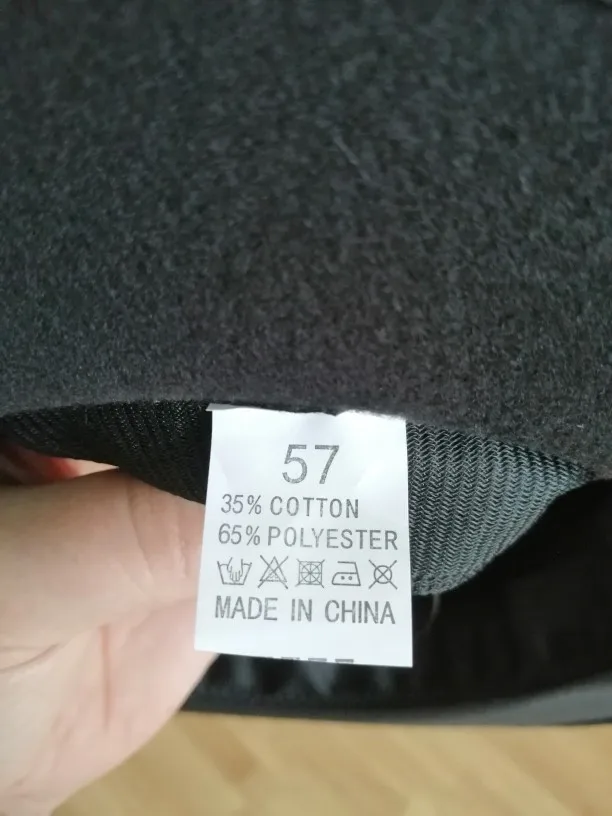 57
35% COTTON
65% POLYESTER
MADE IN CHINA